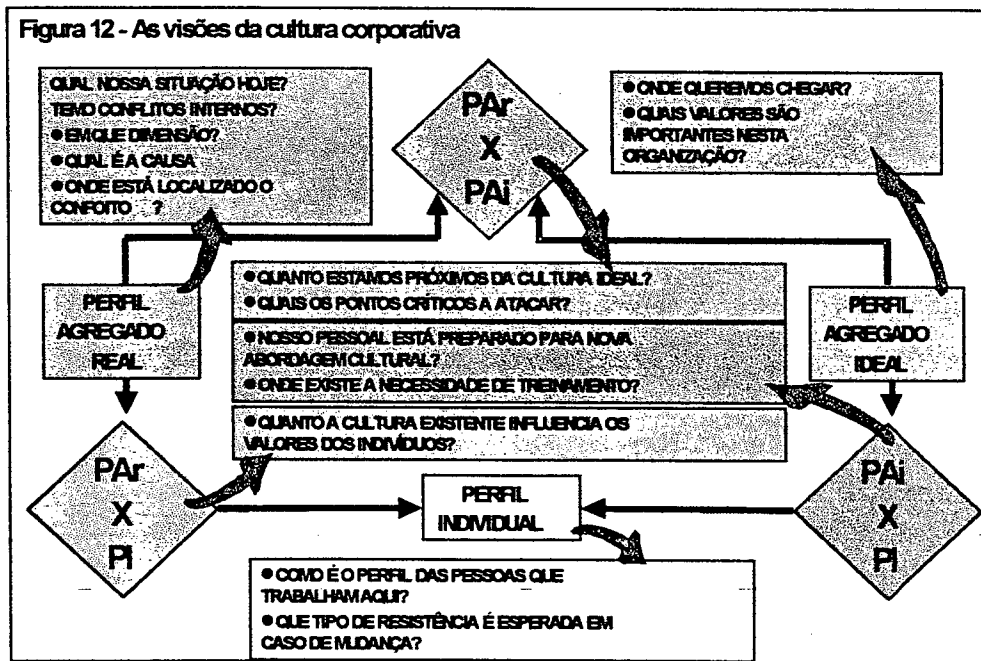 Figura 12 - As visões da cultura corporativa
QUAL NOSSA SITUAÇÃO HOJE?
TEMO CONFLITOS INTERNOS?
● EM QUE DIMENSÃO?
● QUAL É A CAUSA
● ONDE ESTÁ LOCALIZADO O
CONFOITO ?
PAr
X
PAi
● ONDE QUEREMOS CHEGAR?
● QUAIS VALORES SÃO
IMPORTANTES NESTA
ORGANIZAÇÃO?
PERFIL
AGREGADO
REAL
● QUANTO ESTAMOS PRÓXIMOS DA CULTURA IDEAL?
● QUAIS OS PONTOS CRÍTICOS A ATACAR?
● NOSSO PESSOAL ESTÁ PREPARADO PARA NOVA
ABORDAGEM CULTURAL?
● ONDE EXISTE A NECESSIDADE DE TREINAMENTO?
● QUANTO A CULTURA EXISTENTE INFLUENCIA OS
VALORES DOS INDIVÍDUOS?
PERFIL
AGREGADO
IDEAL
PAr
X
PI
PERFIL
INDIVIDUAL
PAi
X
PI
● COMO É O PERFIL DAS PESSOAS QUE
TRABALHAM AQUI?
● QUE TIPO DE RESISTÊNCIA É ESPERADA EM
CASO DE MUDANÇA?